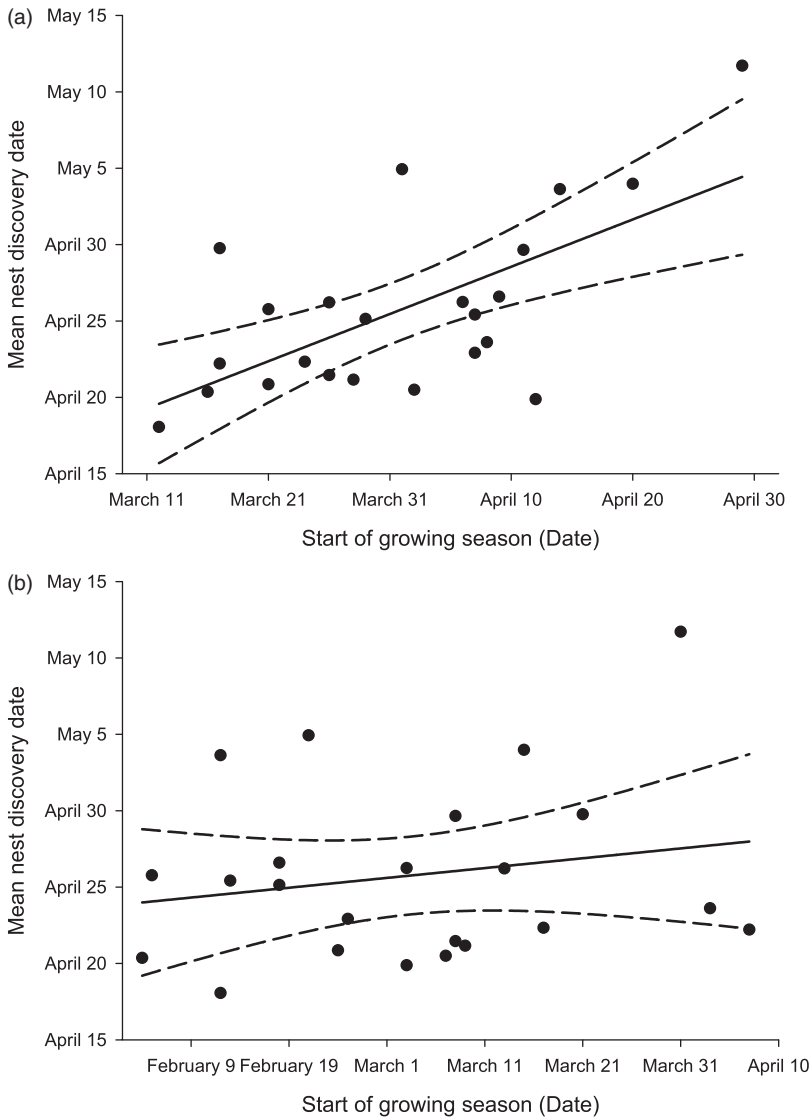 (a)
May 15
May 10
May 5
April 30
April 25
April 20
April 15
Mean nest discovery date
March 11 March 21 March 31 April 10 April 20 April 30
Start of growing season (Date)
(b)
May 15
May 10
May 5
April 30
April 25
April 20
April 15
Mean nest discovery date
February 9 February 19 March 1 March 11 March 21 March 31 April 10
Start of growing season (Date)